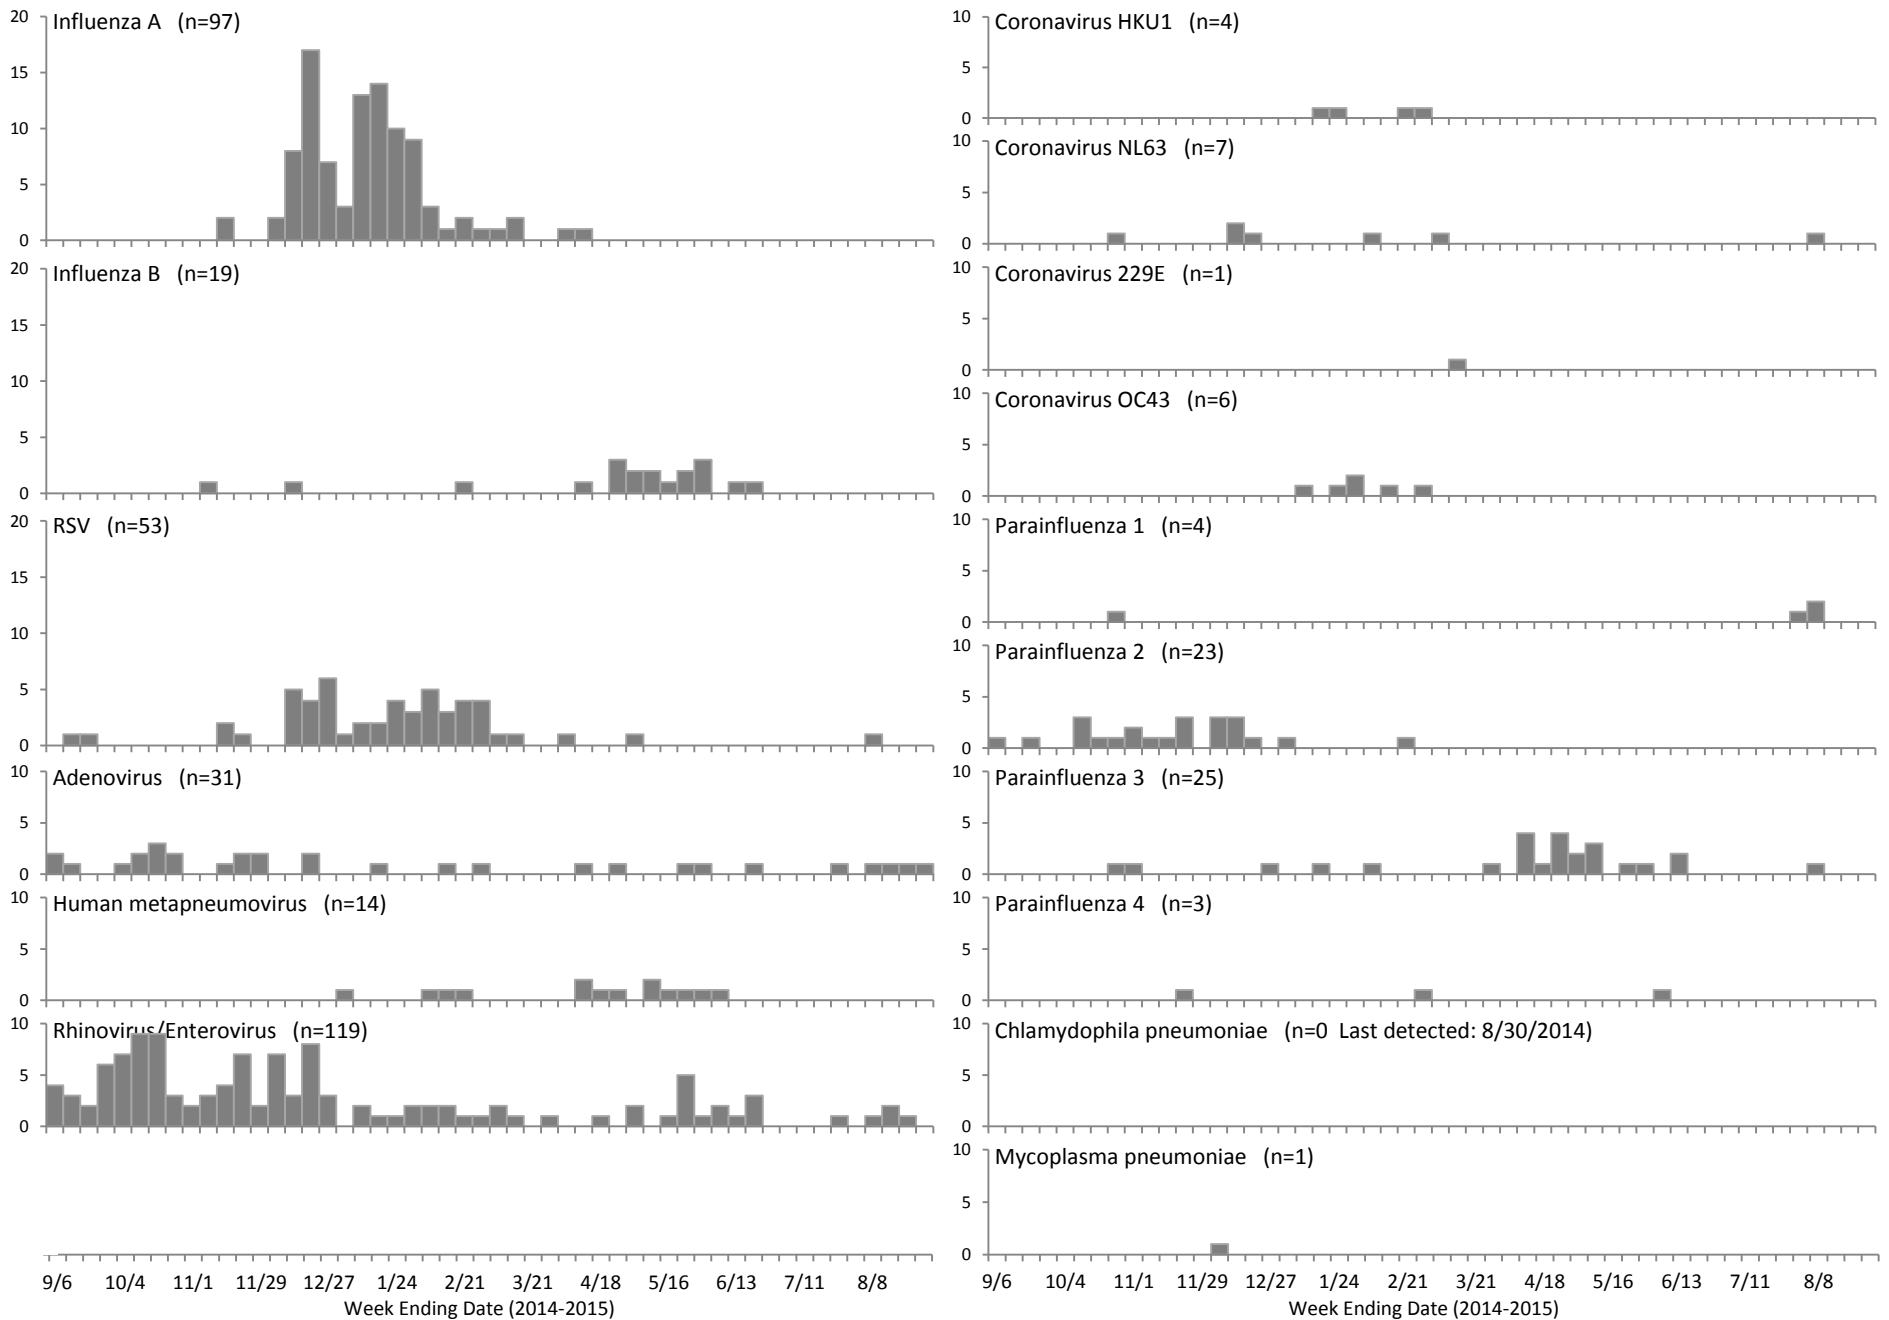 Influenza A (n=97)
20
15
10
5
0
Influenza B (n=19)
20
15
10
5
0
RSV (n=53)
20
15
10
5
0
Adenovirus (n=31)
10
5
0
Human metapneumovirus (n=14)
10
5
0
Rhinovirus/Enterovirus (n=119)
10
5
0
9/6 10/4 11/1 11/29 12/27 1/24 2/21 3/21 4/18 5/16 6/13 7/11 8/8
Week Ending Date (2014-2015)
Coronavirus HKU1 (n=4)
10
5
0
Coronavirus NL63 (n=7)
10
5
0
Coronavirus 229E (n=1)
10
5
0
Coronavirus OC43 (n=6)
10
5
0
Parainfluenza 1 (n=4)
10
5
0
Parainfluenza 2 (n=23)
10
5
0
Parainfluenza 3 (n=25)
10
5
0
Parainfluenza 4 (n=3)
10
5
0
Chlamydophila pneumoniae (n=0 Last detected: 8/30/2014)
10
5
0
Mycoplasma pneumoniae (n=1)
10
5
0
9/6 10/4 11/1 11/29 12/27 1/24 2/21 3/21 4/18 5/16 6/13 7/11 8/8
Week Ending Date (2014-2015)